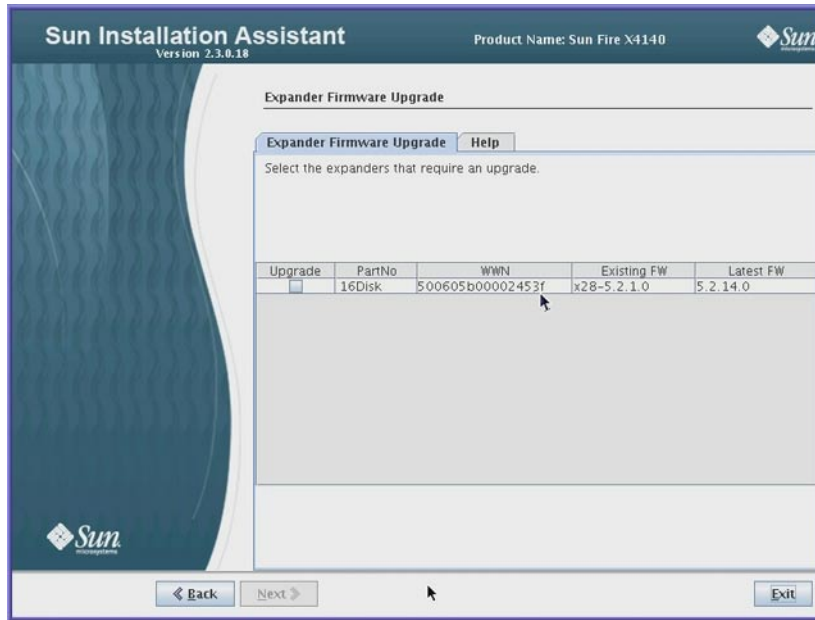 Sun Installation Assistant
Version 2.3.0.18
Product Name: Sun Fire X4140
Sun
microsystems
Expander Firmware Upgrade
Expander Firmware Upgrade Help
Select the expanders that require an upgrade.
Upgrade PartNo WWN Existing FW Latest FW
16Disk 500605b00002453f x28-5.2.1.0 5.2.14.0
Sun
microsystems
Back Next Exit